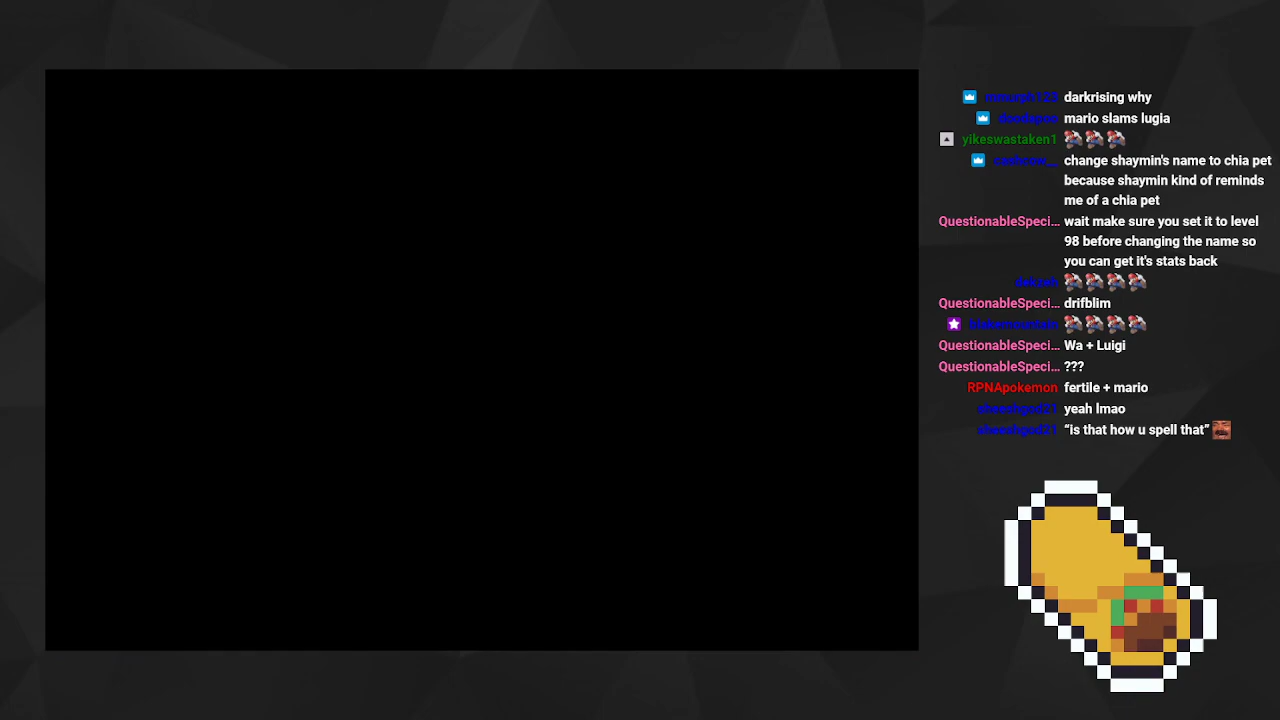 darkrising why
mario slams lugia
yikeswastaken1
change shaymin's name to chia pet
because shaymin kind of reminds
me of a chia pet
QuestionableSpeci... wait make sure you set it to level
98 before changing the name so
you can get it's stats back
QuestionableSpeci... drifblim
QuestionableSpeci... Wa + Luigi
QuestionableSpeci... ???
RPNApokemon fertile + mario
sheeshgod21 yeah lmao
sheeshgod21 “is that how u spell that”